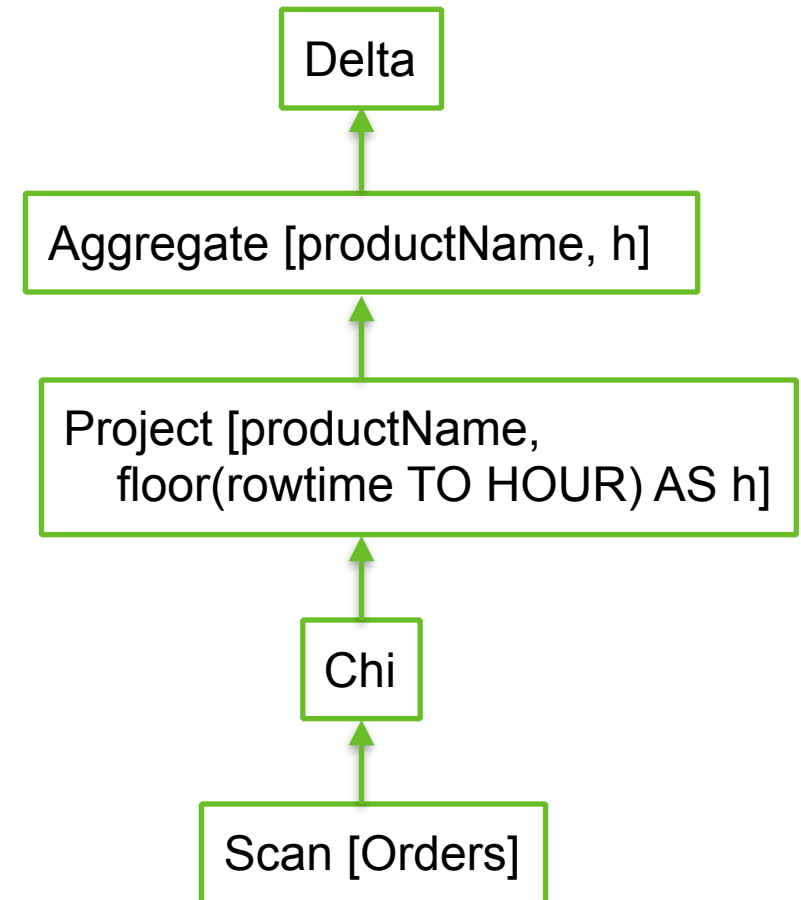 Delta
Aggregate [productName, h]
Project [productName,
floor(rowtime TO HOUR) AS h]
Chi
Scan [Orders]